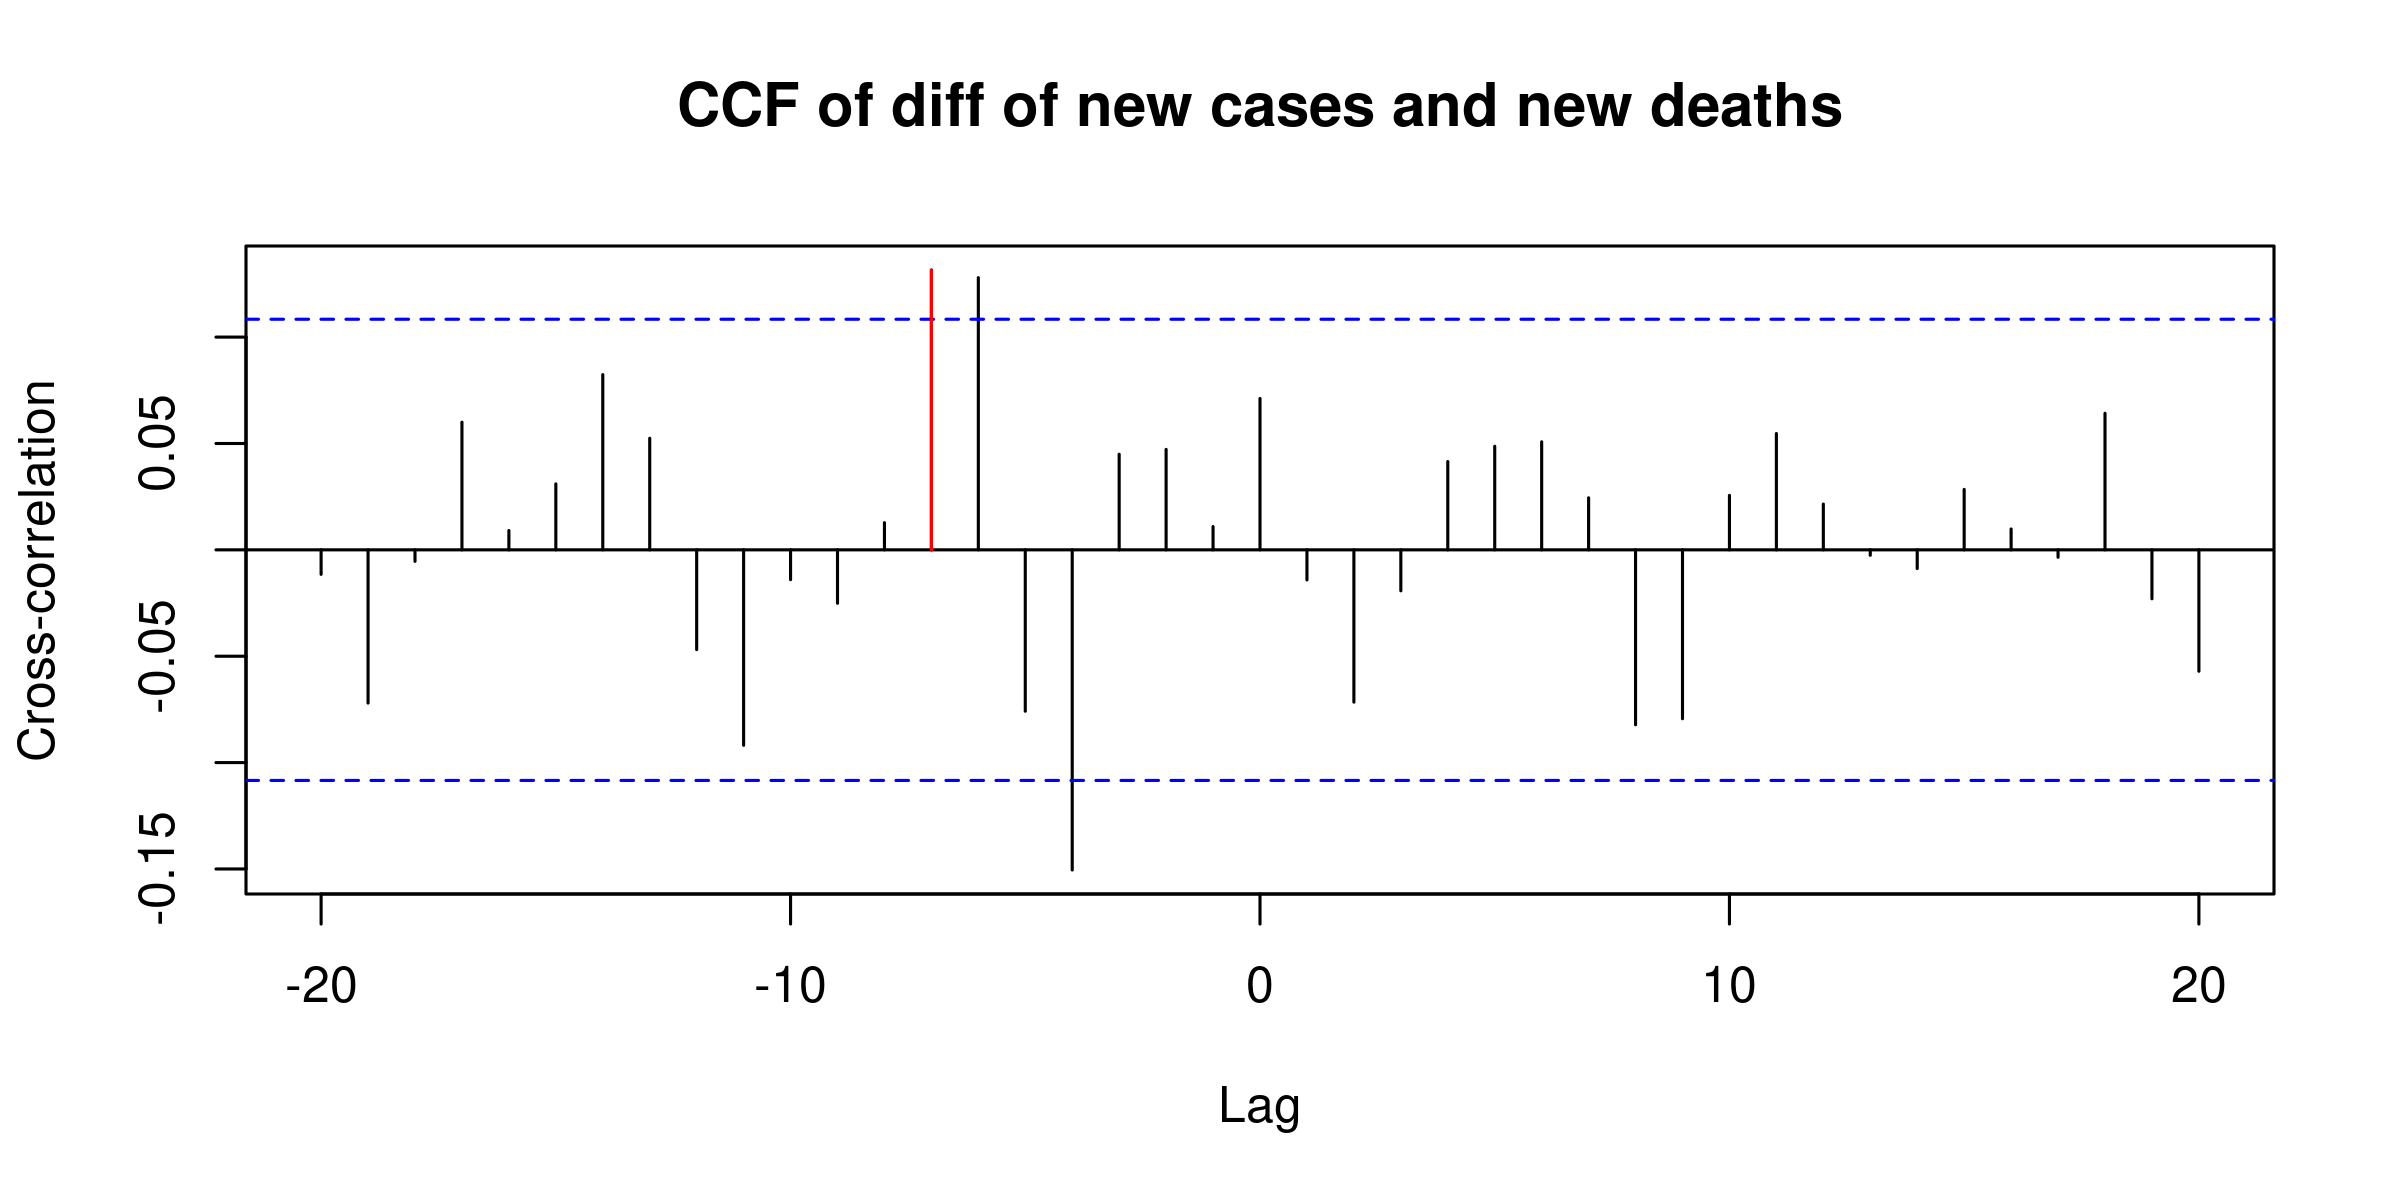 CCF of diff of new cases and new deaths
Cross-correlation
0.05
-0.05
-0.15
-20 -10 0 10 20
Lag